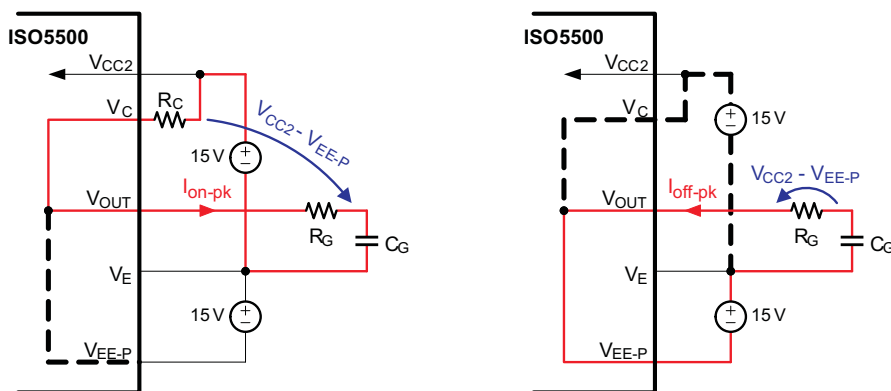 ISO5500
VCC2
VC
RC
VCC2 - VEE-P
15 V
VOUT
Ion-pk
RG
CG
VE
15 V
VEE-P
ISO5500
VCC2
VC
15 V
VCC2 - VEE-P
VOUT
Ioff-pk
RG
CG
VE
15 V
VEE-P